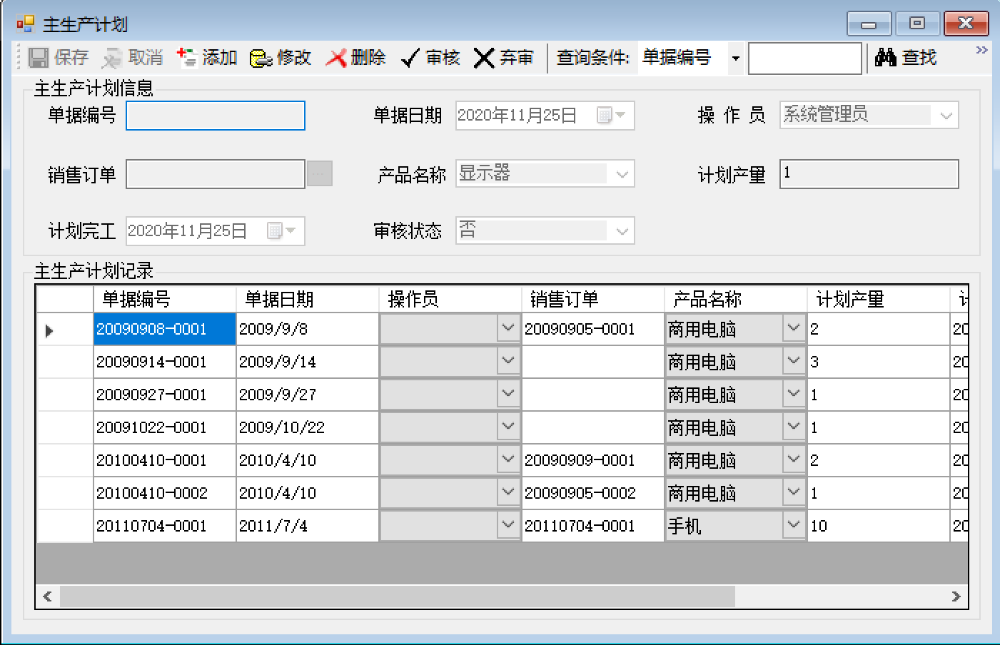 主生产计划
保存 取消 添加 修改 删除 审核 弃审 查询条件: 单据编号 查找
主生产计划信息
单据编号 单据日期 2020年11月25日 操 作 员 系统管理员
销售订单 ... 产品名称 显示器 计划产量 1
计划完工 2020年11月25日 审核状态 否
主生产计划记录
单据编号 单据日期 操作员 销售订单 产品名称 计划产量 计
20090908-0001 2009/9/8 20090905-0001 商用电脑 2 20
20090914-0001 2009/9/14 商用电脑 3 20
20090927-0001 2009/9/27 商用电脑 1 20
20091022-0001 2009/10/22 商用电脑 1 20
20100410-0001 2010/4/10 20090909-0001 商用电脑 2 20
20100410-0002 2010/4/10 20090905-0002 商用电脑 1 20
20110704-0001 2011/7/4 20110704-0001 手机 10 20